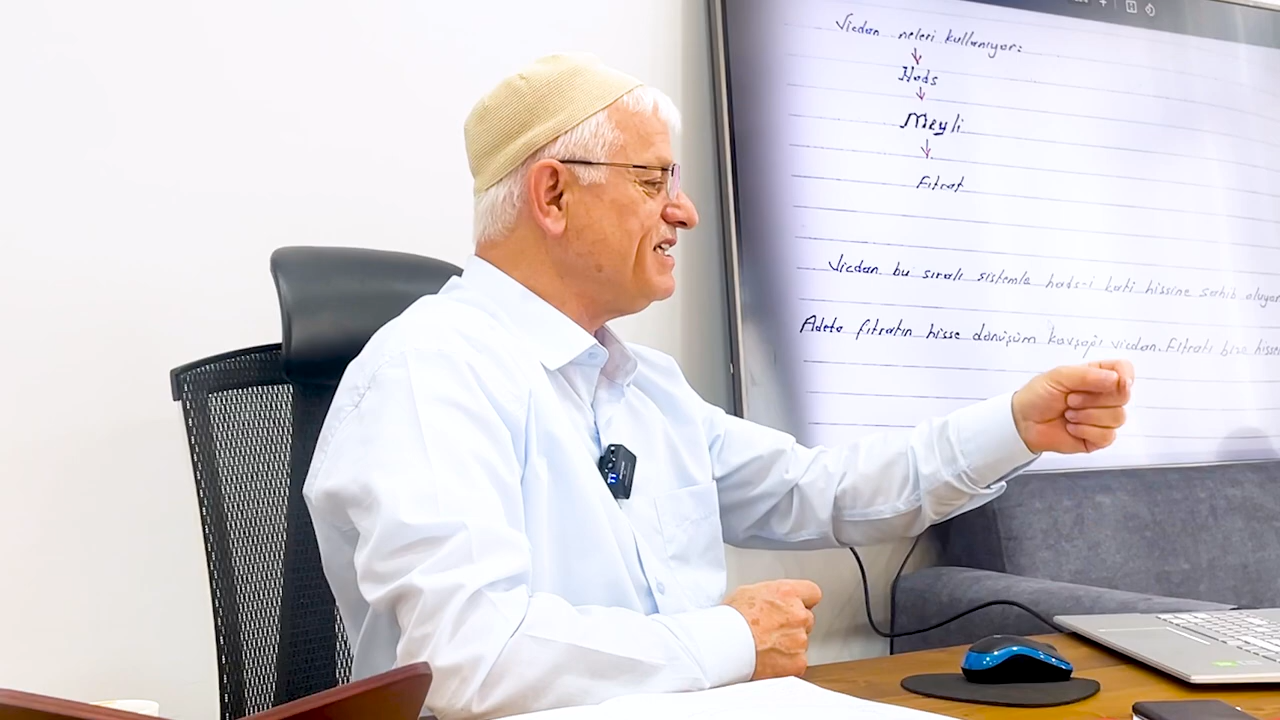 Vicdan neleri kullanıyor:
Hads
Meyli
Fıtrat
Vicdan bu sıralı sistemle hads-i kati hissine sahib oluyor
Adeta fıtratın hisse dönüşüm kavşağı vicdan. Fıtratı bize hisse